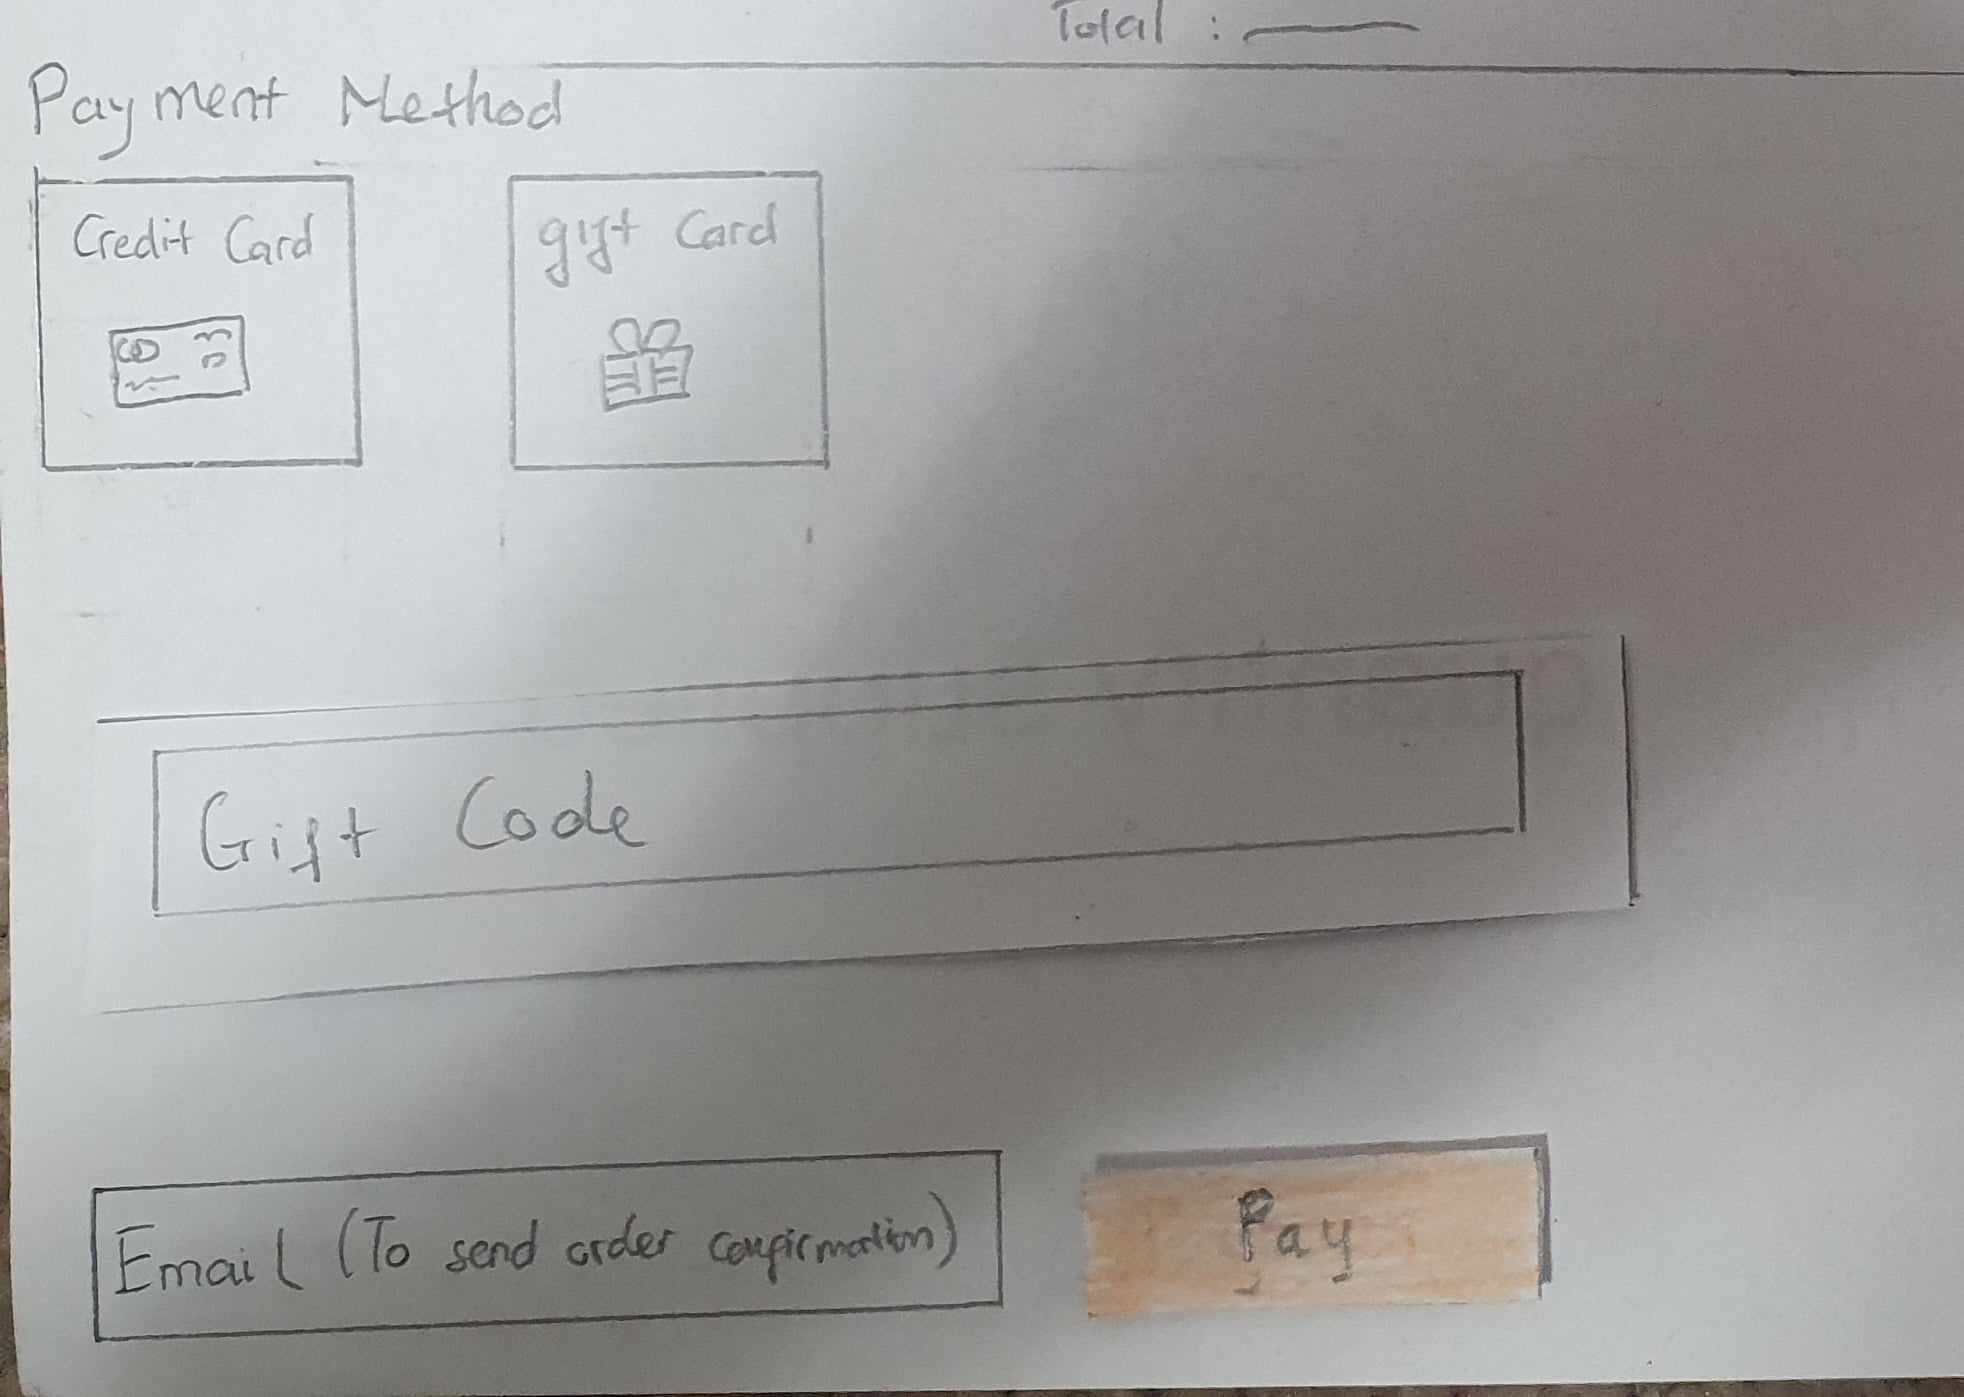 Total :
Payment Method
Credit Card
gift Card
Gift Code
Email (To send order confirmation)
Pay